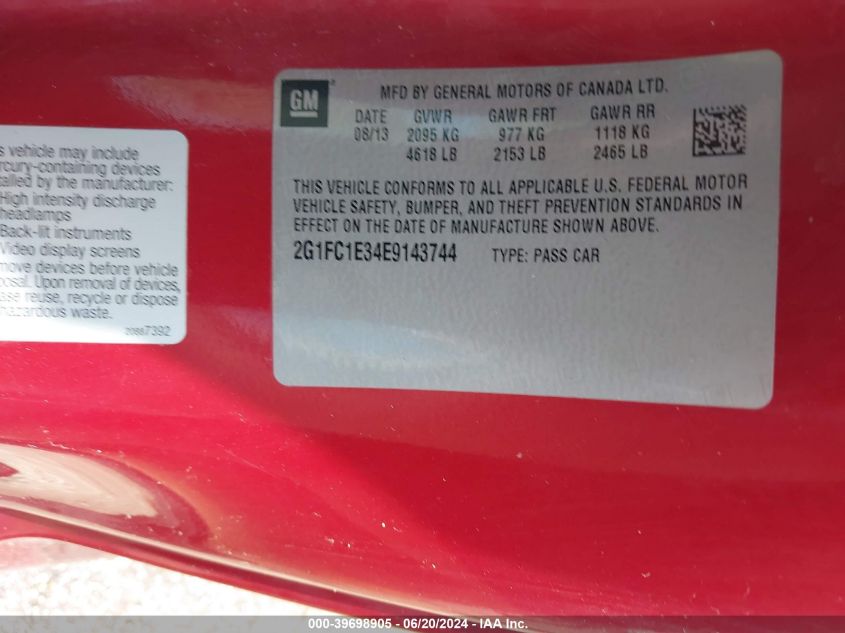 GM
MFD BY GENERAL MOTORS OF CANADA LTD.
DATE GVWR GAWR FRT GAWR RR
08/13 2095 KG 977 KG 1118 KG
4618 LB 2153 LB 2465 LB
THIS VEHICLE CONFORMS TO ALL APPLICABLE U.S. FEDERAL MOTOR
VEHICLE SAFETY, BUMPER, AND THEFT PREVENTION STANDARDS IN
EFFECT ON THE DATE OF MANUFACTURE SHOWN ABOVE.
2G1FC1E34E9143744 TYPE: PASS CAR
s vehicle may include
rcury-containing devices
talled by the manufacturer:
High intensity discharge
headlamps
Back-lit instruments
Video display screens
move devices before vehicle
posal. Upon removal of devices,
ase reuse, recycle or dispose
hazardous waste.
20867392
000-39698905 - 06/20/2024 - IAA Inc.